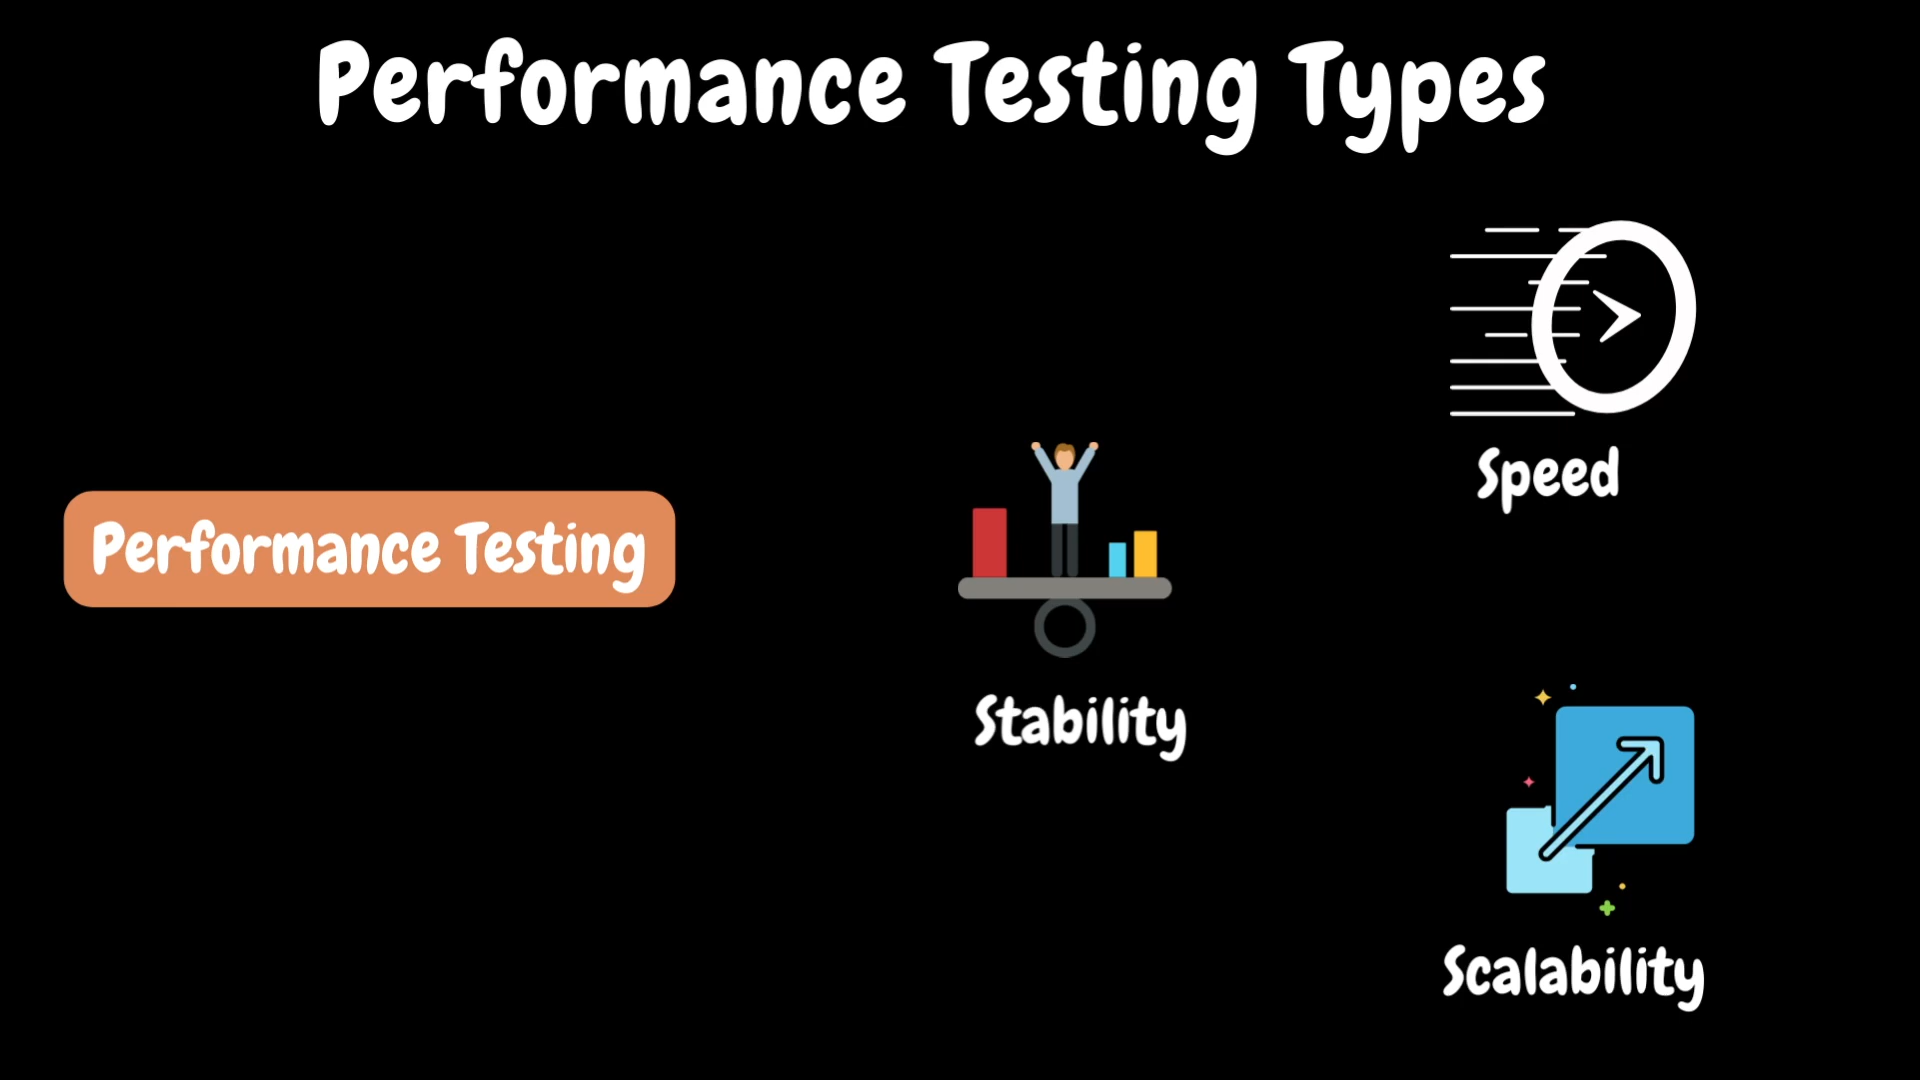 Performance Testing Types
Performance Testing
Stability
Speed
Scalability